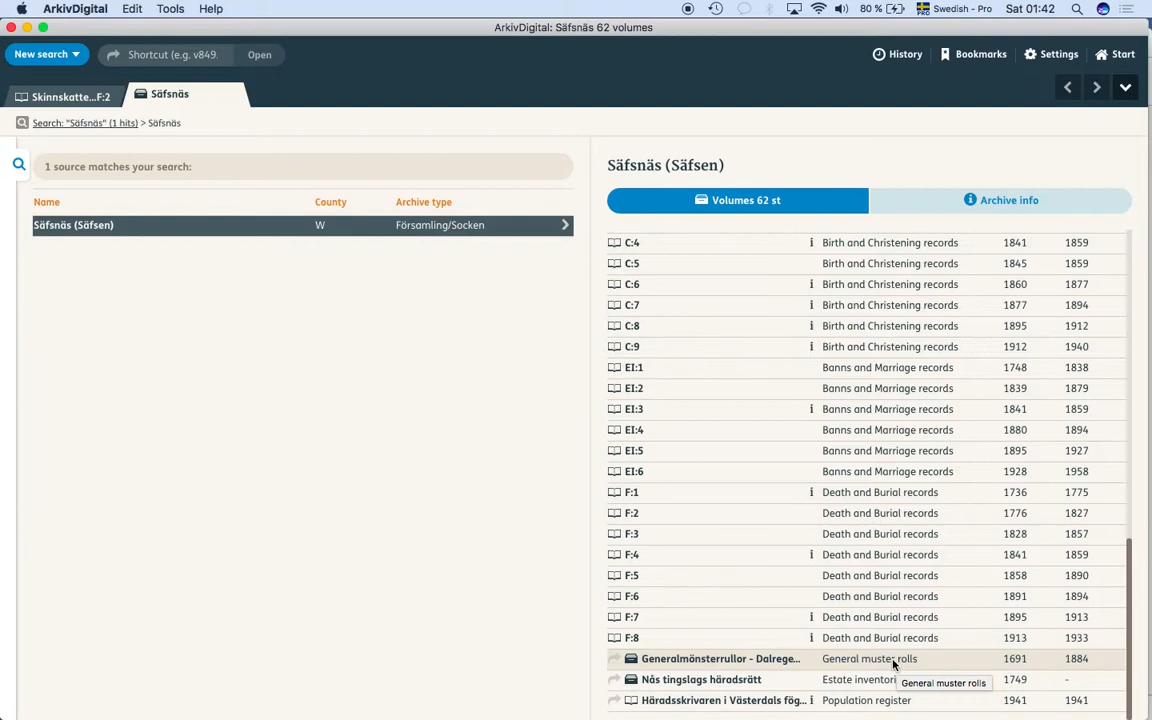 ArkivDigital Edit Tools Help 80 % Swedish - Pro Sat 01:42
ArkivDigital: Säfsnäs 62 volumes
New search Shortcut (e.g. v849. Open History Bookmarks Settings Start
Skinnskatte...F:2 Säfsnäs
Search: "Säfsnäs" (1 hits) > Säfsnäs
1 source matches your search:
Name County Archive type
Säfsnäs (Säfsen) W Församling/Socken
Säfsnäs (Säfsen)
Volumes 62 st Archive info
C:4 i Birth and Christening records 1841 1859
C:5 Birth and Christening records 1845 1859
C:6 i Birth and Christening records 1860 1877
C:7 i Birth and Christening records 1877 1894
C:8 i Birth and Christening records 1895 1912
C:9 i Birth and Christening records 1912 1940
EI:1 Banns and Marriage records 1748 1838
EI:2 Banns and Marriage records 1839 1879
EI:3 i Banns and Marriage records 1841 1859
EI:4 Banns and Marriage records 1880 1894
EI:5 Banns and Marriage records 1895 1927
EI:6 Banns and Marriage records 1928 1958
F:1 i Death and Burial records 1736 1775
F:2 Death and Burial records 1776 1827
F:3 Death and Burial records 1828 1857
F:4 i Death and Burial records 1841 1859
F:5 Death and Burial records 1858 1890
F:6 Death and Burial records 1891 1894
F:7 i Death and Burial records 1895 1913
F:8 i Death and Burial records 1913 1933
Generalmönsterrullor - Dalrege... General muster rolls 1691 1884
Nås tingslags häradsrätt Estate inventori 1749 -
General muster rolls
Häradsskrivaren i Västerdals fög... i Population register 1941 1941